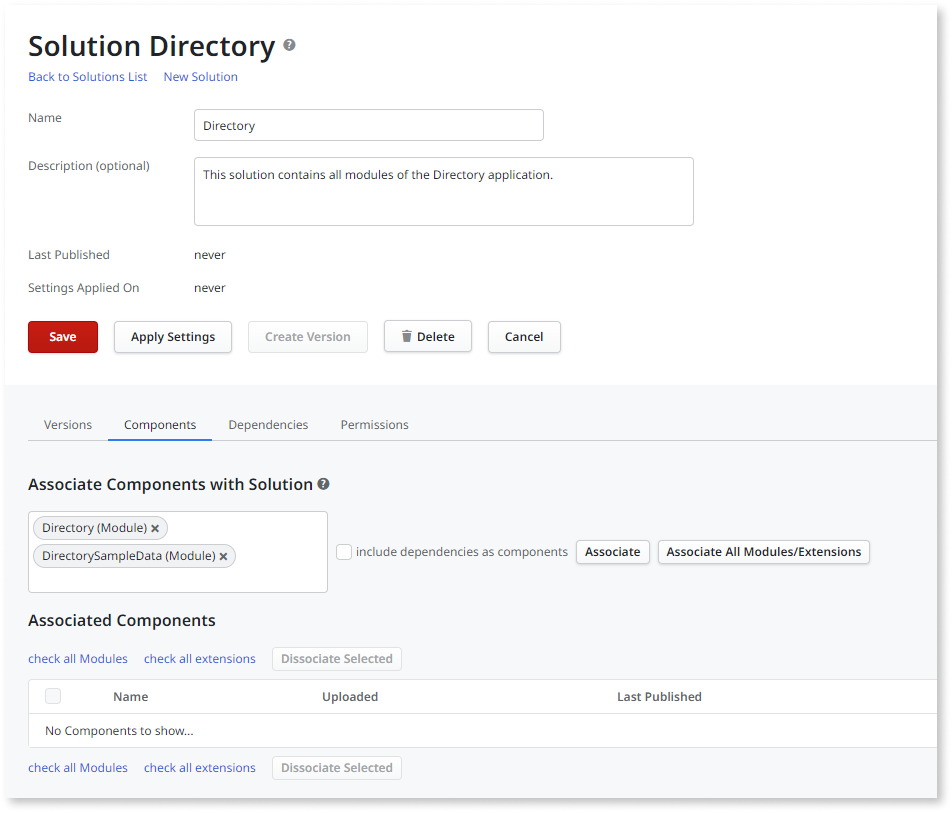 Solution Directory ?
Back to Solutions List New Solution
Name Directory
Description (optional) This solution contains all modules of the Directory application.
Last Published never
Settings Applied On never
Save Apply Settings Create Version Delete Cancel
Versions Components Dependencies Permissions
Associate Components with Solution ?
Directory (Module) ×
DirectorySampleData (Module) ×
include dependencies as components Associate Associate All Modules/Extensions
Associated Components
check all Modules check all extensions Dissociate Selected
Name Uploaded Last Published
No Components to show...
check all Modules check all extensions Dissociate Selected